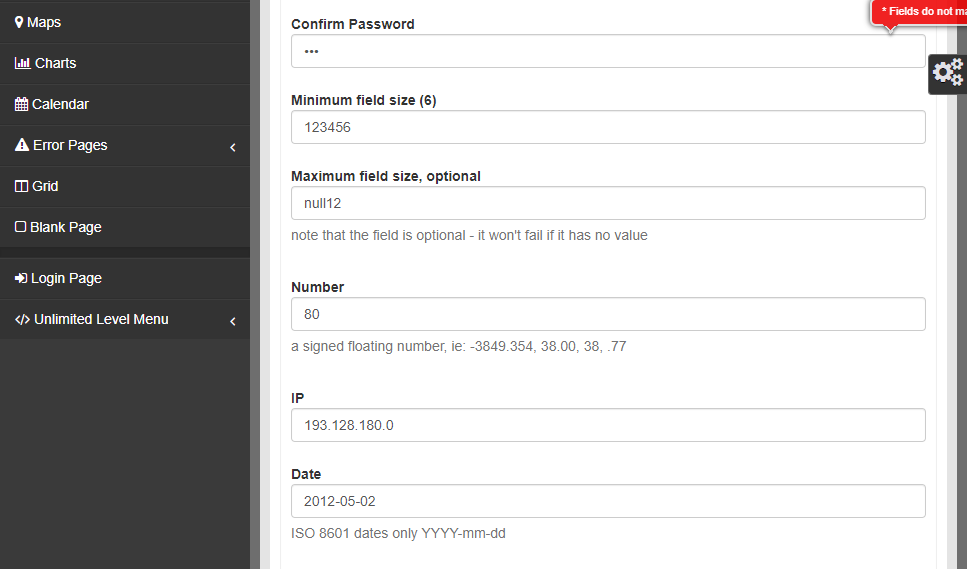 Maps
Charts
Calendar
Error Pages
Grid
Blank Page
Login Page
Unlimited Level Menu
* Fields do not ma
Confirm Password
•••
Minimum field size (6)
123456
Maximum field size, optional
null12
note that the field is optional - it won't fail if it has no value
Number
80
a signed floating number, ie: -3849.354, 38.00, 38, .77
IP
193.128.180.0
Date
2012-05-02
ISO 8601 dates only YYYY-mm-dd